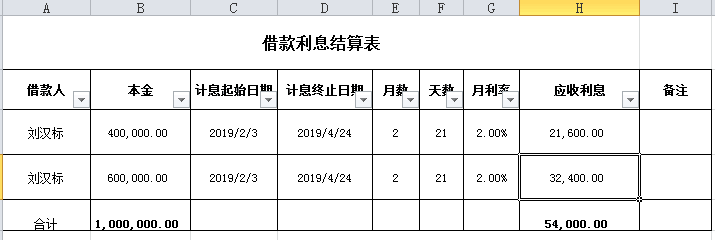 A B C D E F G H I
借款利息结算表
借款人 本金 计息起始日期 计息终止日期 月数 天数 月利率 应收利息 备注
刘汉标 400,000.00 2019/2/3 2019/4/24 2 21 2.00% 21,600.00
刘汉标 600,000.00 2019/2/3 2019/4/24 2 21 2.00% 32,400.00
合计 1,000,000.00 54,000.00